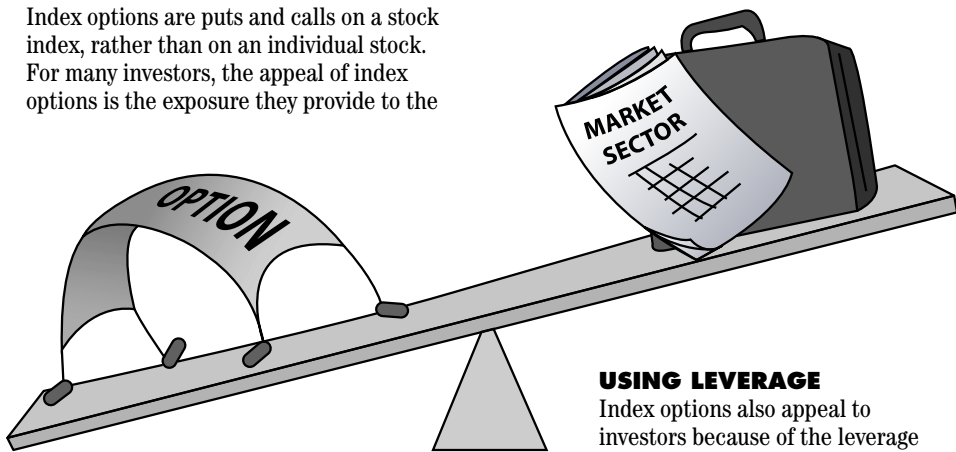 Index options are puts and calls on a stock
index, rather than on an individual stock.
For many investors, the appeal of index
options is the exposure they provide to the
MARKET
SECTOR
OPTION
USING LEVERAGE
Index options also appeal to
investors because of the leverage